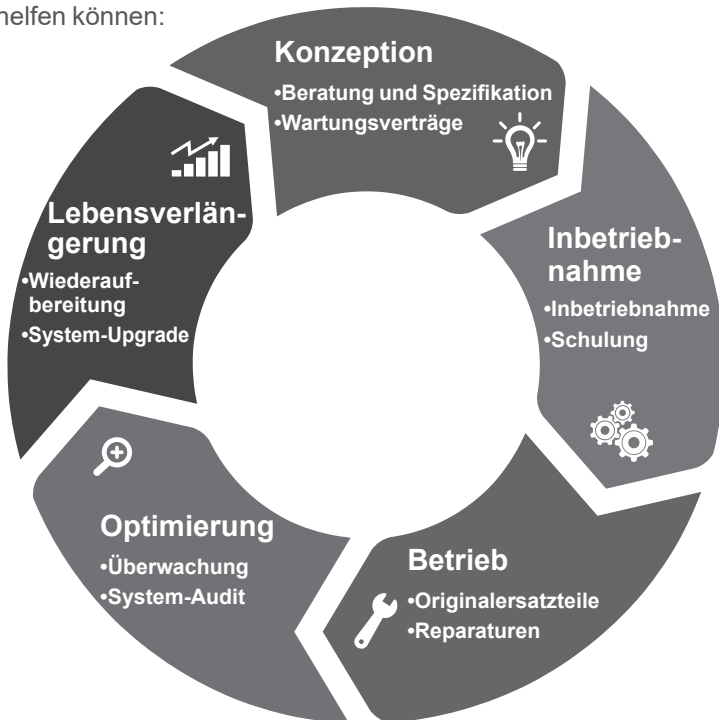 helfen können:
Konzeption
•Beratung und Spezifikation
•Wartungsverträge
Inbetrieb-
nahme
•Inbetriebnahme
•Schulung
Betrieb
•Originalersatzteile
•Reparaturen
Optimierung
•Überwachung
•System-Audit
Lebensverlän-
gerung
•Wiederauf-
bereitung
•System-Upgrade